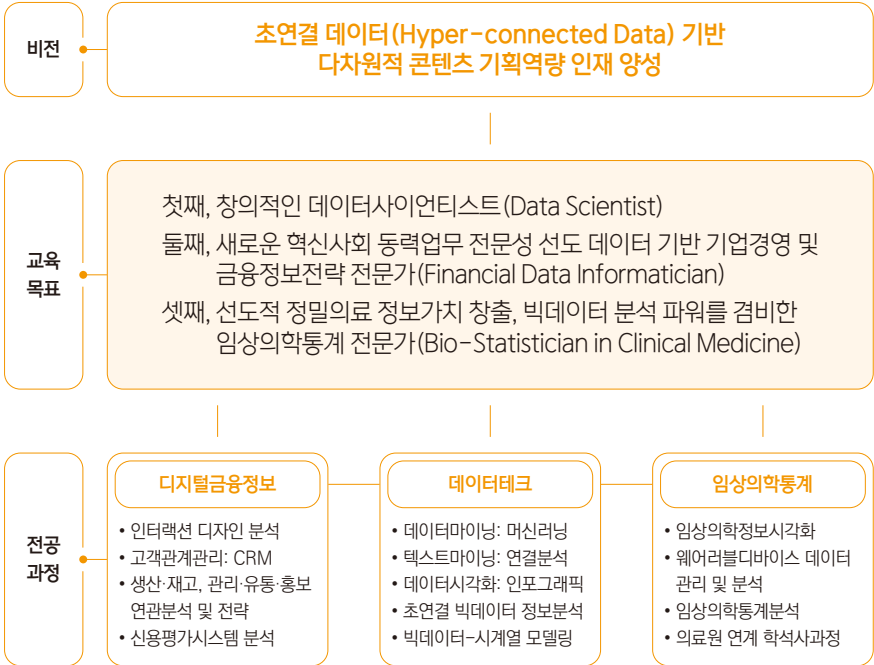 비전
초연결 데이터(Hyper-connected Data) 기반
다차원적 콘텐츠 기획역량 인재 양성
교육
목표
첫째, 창의적인 데이터사이언티스트(Data Scientist)
둘째, 새로운 혁신사회 동력업무 전문성 선도 데이터 기반 기업경영 및
금융정보전략 전문가(Financial Data Informatician)
셋째, 선도적 정밀의료 정보가치 창출, 빅데이터 분석 파워를 겸비한
임상의학통계 전문가(Bio-Statistician in Clinical Medicine)
전공
과정
디지털금융정보
• 인터랙션 디자인 분석
• 고객관계관리: CRM
• 생산·재고, 관리·유통·홍보
연관분석 및 전략
• 신용평가시스템 분석
데이터테크
• 데이터마이닝: 머신러닝
• 텍스트마이닝: 연결분석
• 데이터시각화: 인포그래픽
• 초연결 빅데이터 정보분석
• 빅데이터-시계열 모델링
임상의학통계
• 임상의학정보시각화
• 웨어러블디바이스 데이터
관리 및 분석
• 임상의학통계분석
• 의료원 연계 학석사과정